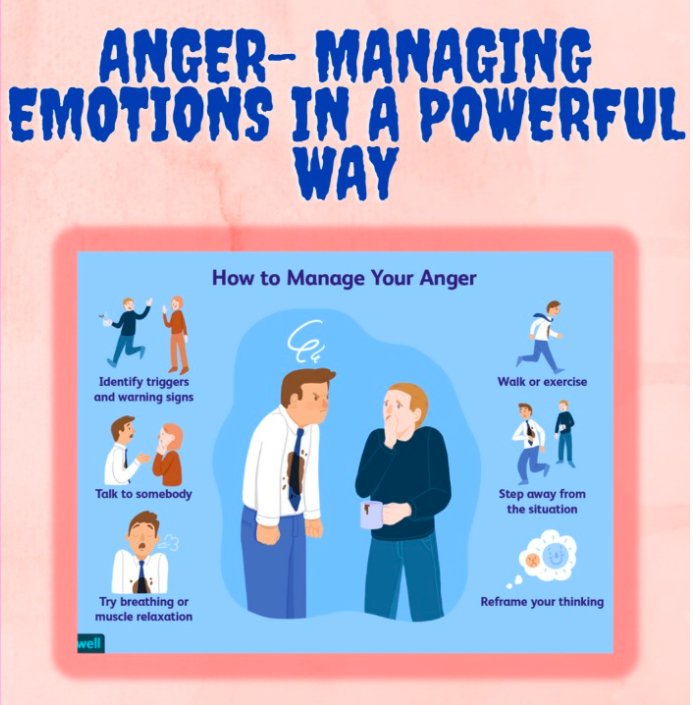 ANGER- MANAGING
EMOTIONS IN A POWERFUL
WAY
How to Manage Your Anger
Identify triggers
and warning signs
Talk to somebody
Try breathing or
muscle relaxation
Walk or exercise
Step away from
the situation
Reframe your thinking
well